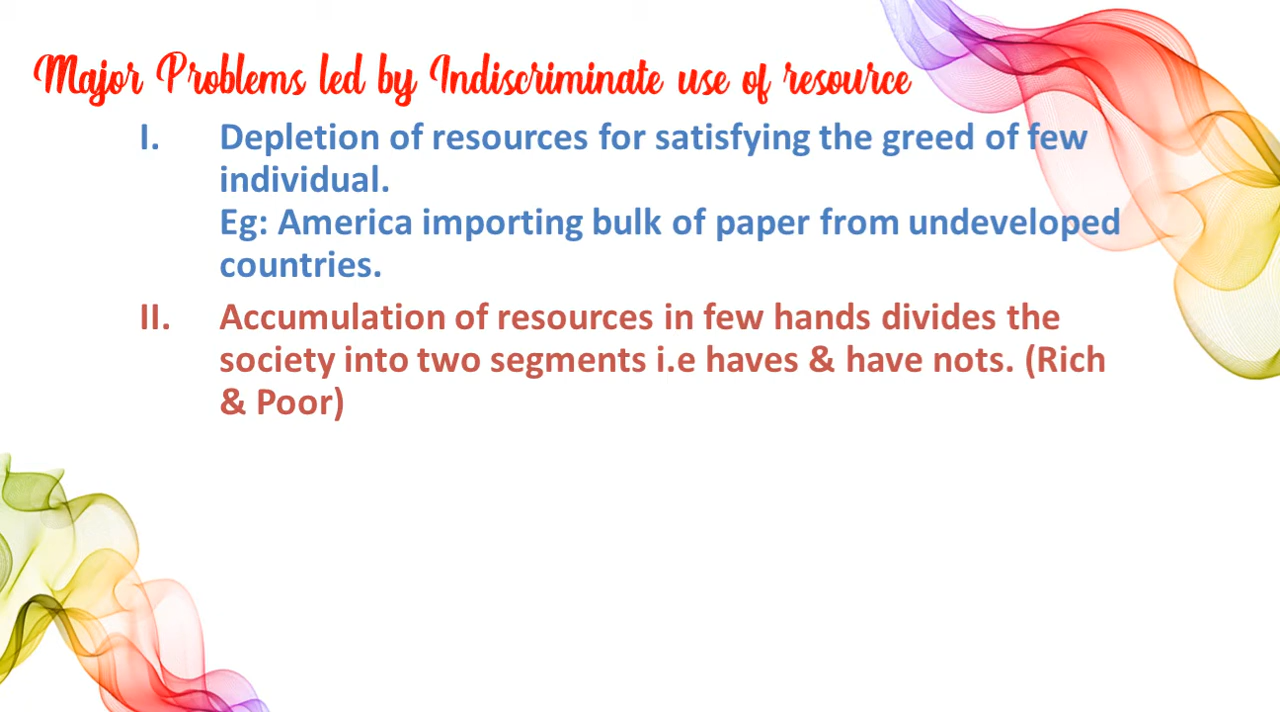 Major Problems led by Indiscriminate use of resource
I. Depletion of resources for satisfying the greed of few
individual.
Eg: America importing bulk of paper from undeveloped
countries.
II. Accumulation of resources in few hands divides the
society into two segments i.e haves & have nots. (Rich
& Poor)